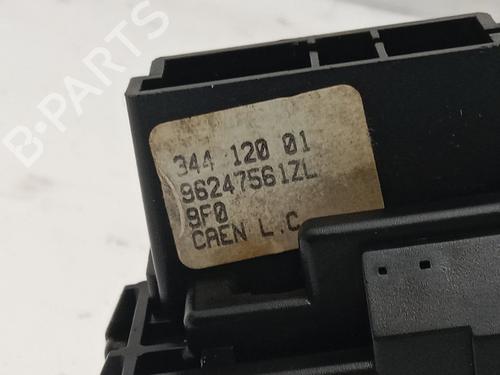 B-PARTS
344 120 01
96247561ZL
9F0
CAEN L.C